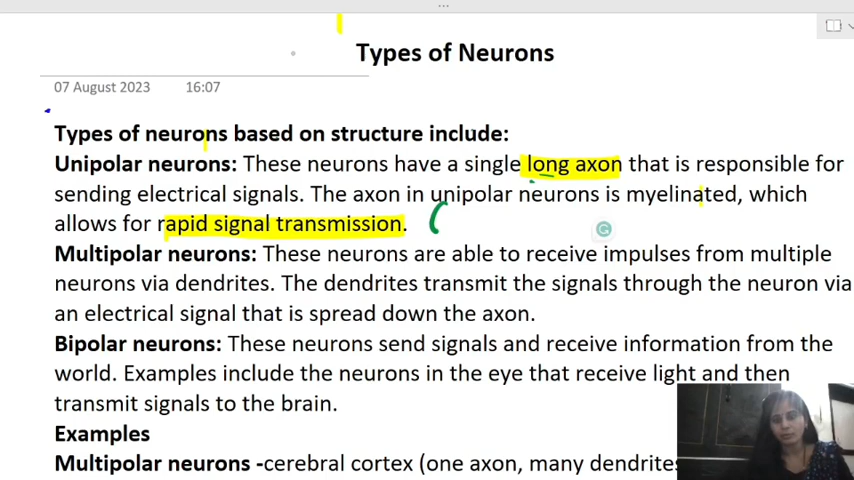 Types of Neurons
07 August 2023 16:07
Types of neurons based on structure include:
Unipolar neurons: These neurons have a single long axon that is responsible for
sending electrical signals. The axon in unipolar neurons is myelinated, which
allows for rapid signal transmission.
Multipolar neurons: These neurons are able to receive impulses from multiple
neurons via dendrites. The dendrites transmit the signals through the neuron via
an electrical signal that is spread down the axon.
Bipolar neurons: These neurons send signals and receive information from the
world. Examples include the neurons in the eye that receive light and then
transmit signals to the brain.
Examples
Multipolar neurons -cerebral cortex (one axon, many dendrites